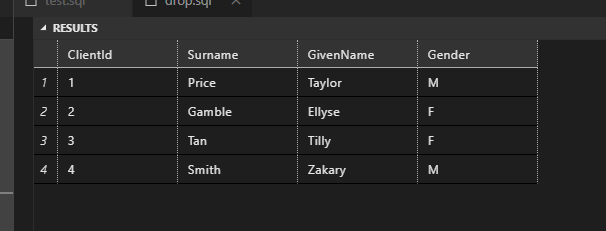 test.sql drop.sql
RESULTS
ClientId Surname GivenName Gender
1 1 Price Taylor M
2 2 Gamble Ellyse F
3 3 Tan Tilly F
4 4 Smith Zakary M